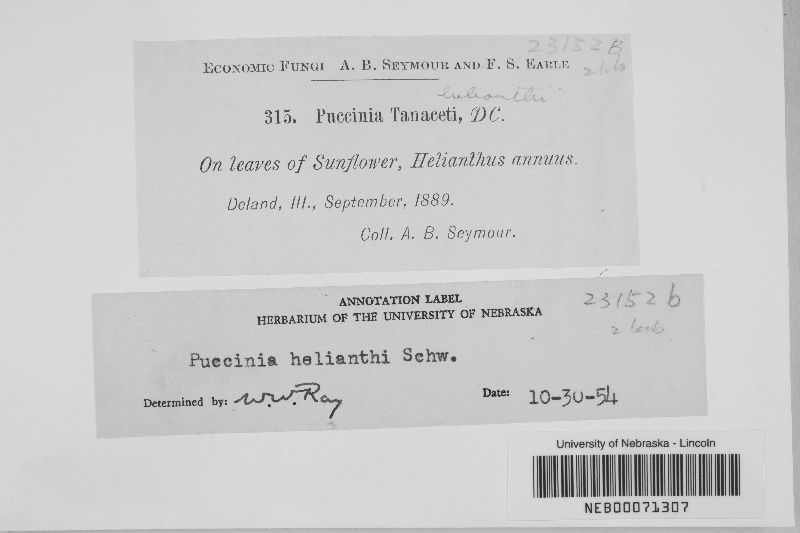 23152 B
Economic Fungi A. B. Seymour and F. S. Earle
helianthi
315. Puccinia Tanaceti, DC.
On leaves of Sunflower, Helianthus annuus.
Deland, Ill., September, 1889.
Coll. A. B. Seymour.
ANNOTATION LABEL
HERBARIUM OF THE UNIVERSITY OF NEBRASKA
23152 b
Puccinia helianthi Schw.
Determined by: W.W. Ray
Date: 10-30-54
University of Nebraska - Lincoln
NEB00071307